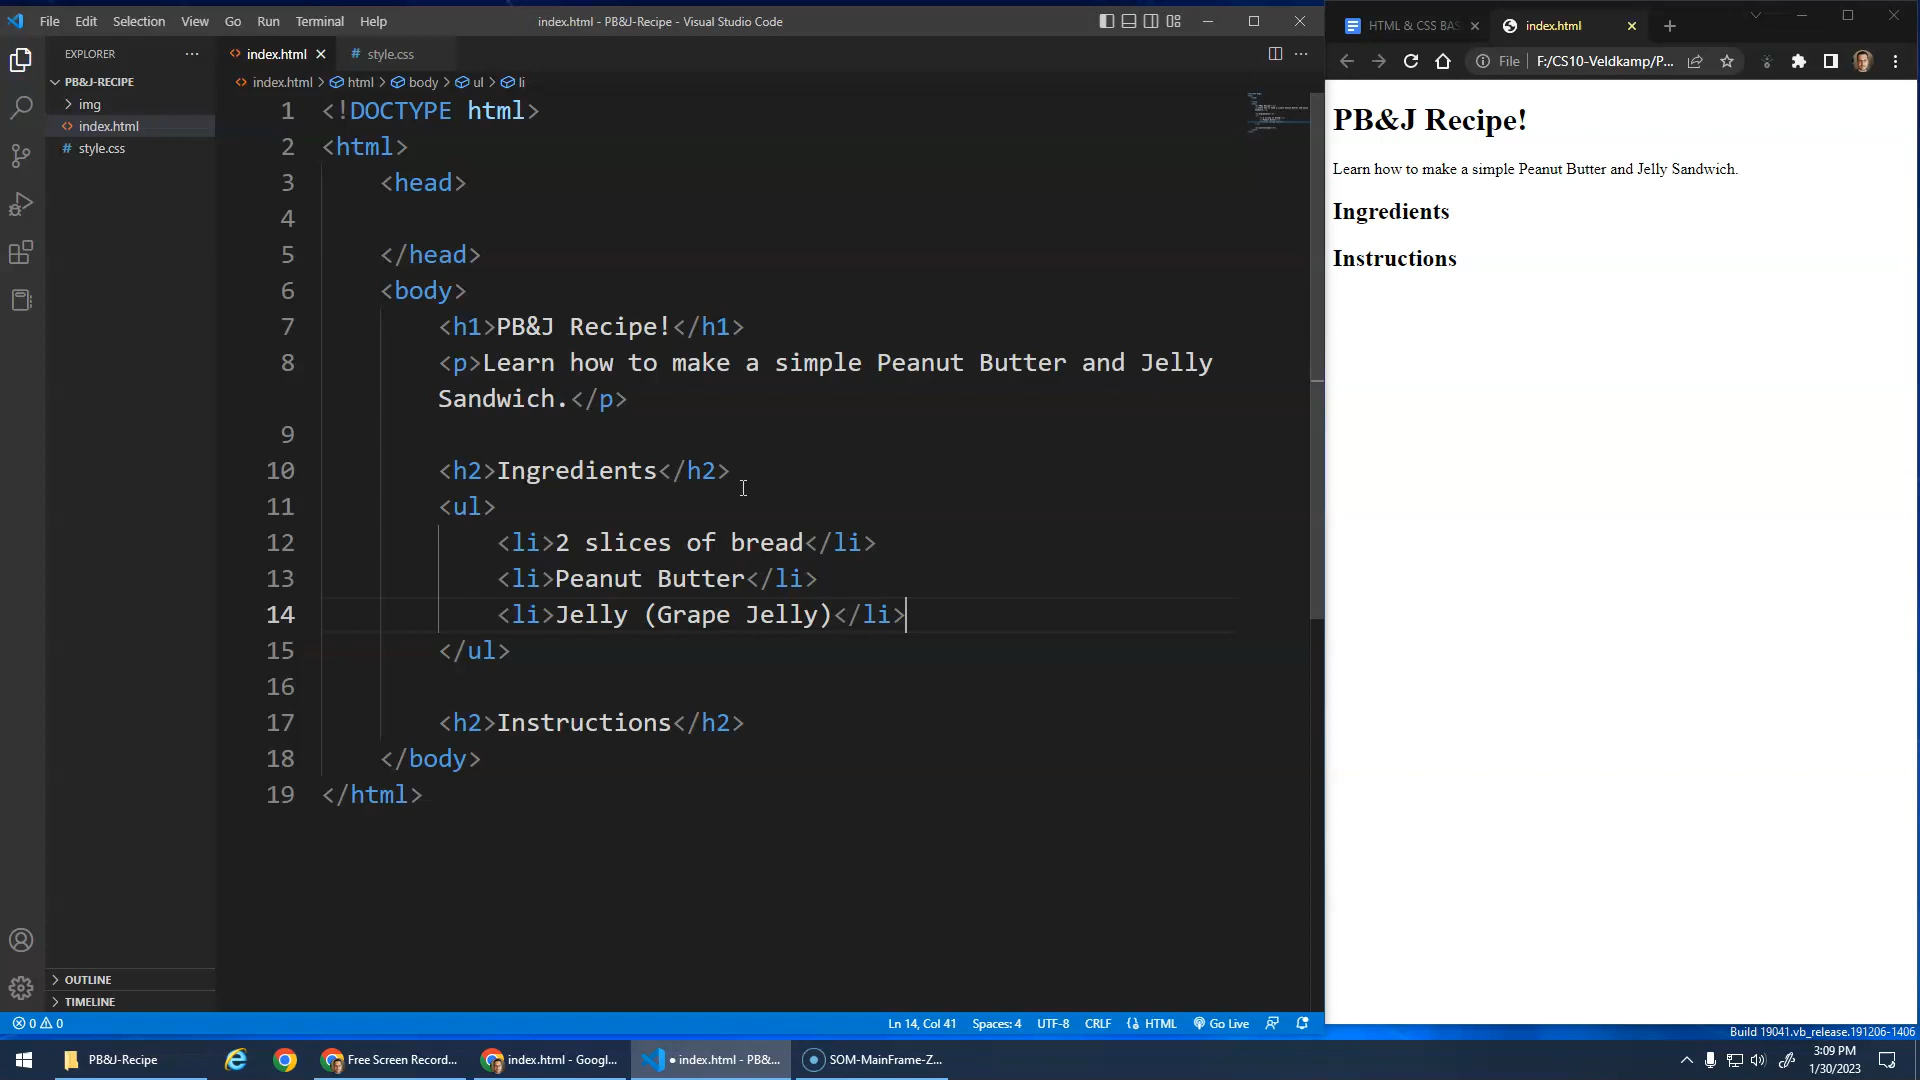 File Edit Selection View Go Run Terminal Help
index.html - PB&J-Recipe - Visual Studio Code
EXPLORER
PB&J-RECIPE
img
index.html
style.css
OUTLINE
TIMELINE
index.html
style.css
index.html > html > body > ul > li
1 <!DOCTYPE html>
2 <html>
3 <head>
4
5 </head>
6 <body>
7 <h1>PB&J Recipe!</h1>
8 <p>Learn how to make a simple Peanut Butter and Jelly
Sandwich.</p>
9
10 <h2>Ingredients</h2>
11 <ul>
12 <li>2 slices of bread</li>
13 <li>Peanut Butter</li>
14 <li>Jelly (Grape Jelly)</li>
15 </ul>
16
17 <h2>Instructions</h2>
18 </body>
19 </html>
0 0
Ln 14, Col 41 Spaces: 4 UTF-8 CRLF HTML Go Live
HTML & CSS BAS
index.html
File F:/CS10-Veldkamp/P...
PB&J Recipe!
Learn how to make a simple Peanut Butter and Jelly Sandwich.
Ingredients
Instructions
Build 19041.vb_release.191206-1406
PB&J-Recipe
Free Screen Record...
index.html - Googl...
● index.html - PB&...
SOM-MainFrame-Z...
3:09 PM
1/30/2023